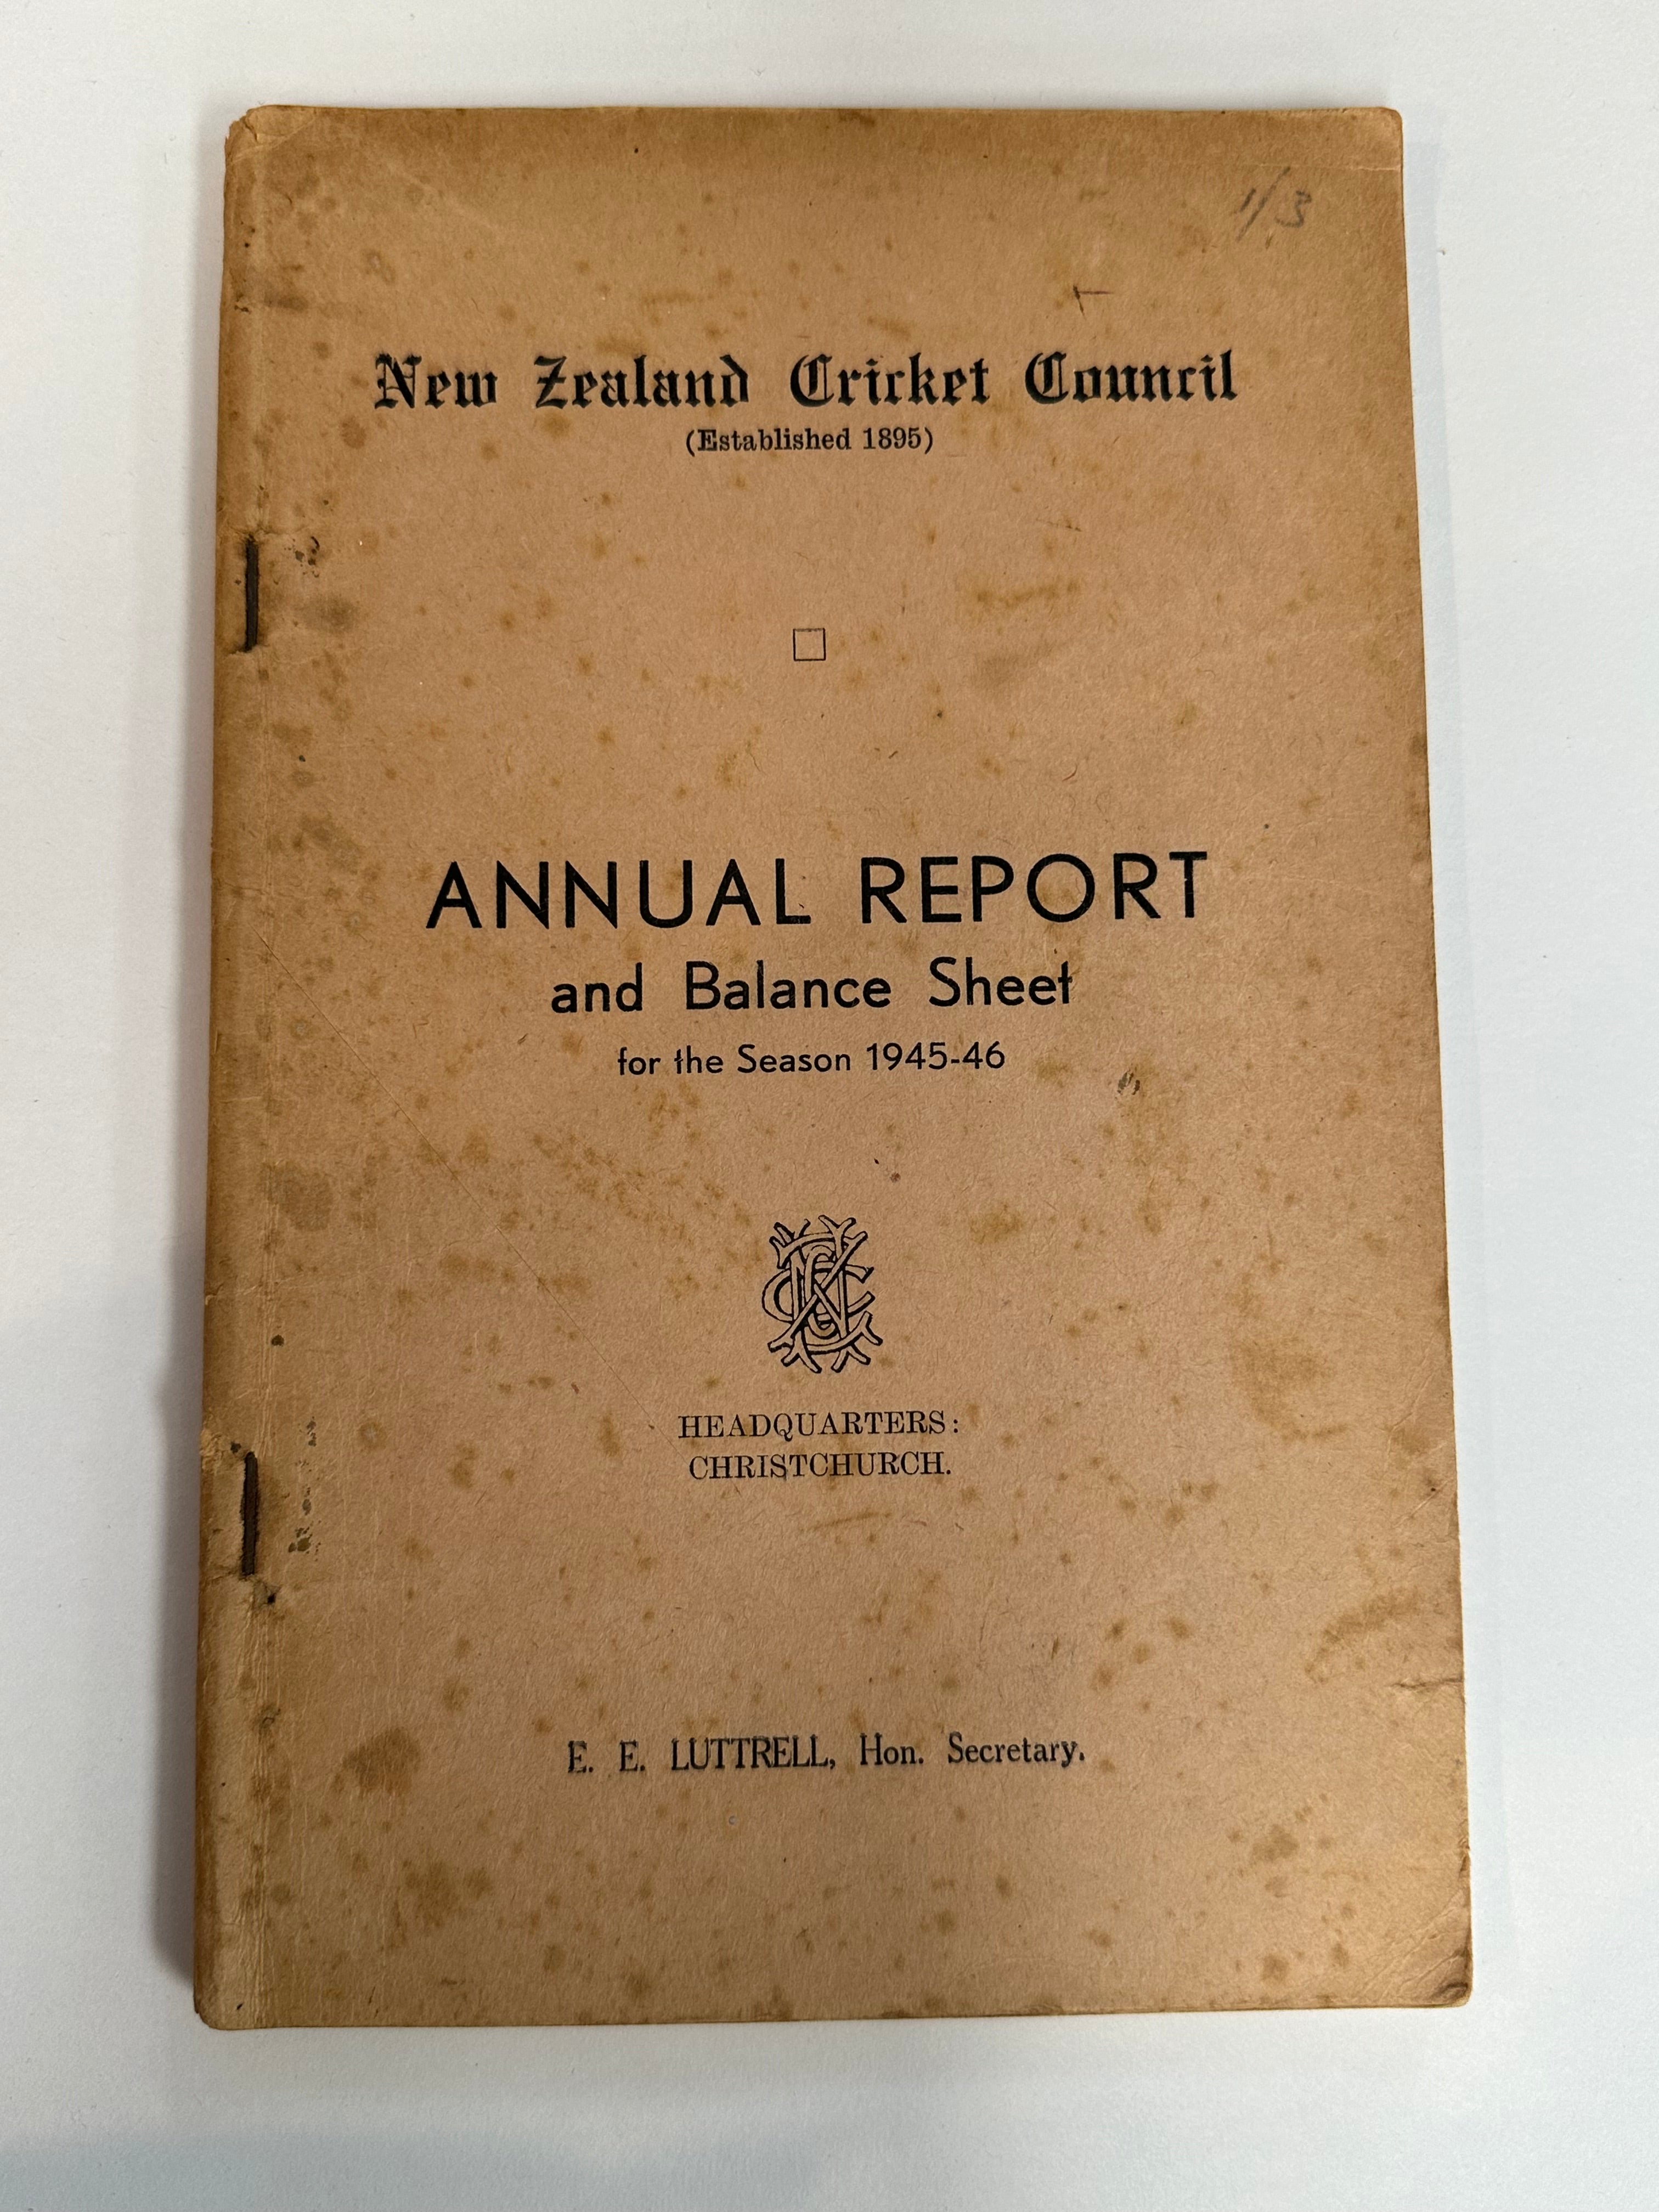 1/3
New Zealand Cricket Council
(Established 1895)
ANNUAL REPORT
and Balance Sheet
for the Season 1945-46
NZCC
HEADQUARTERS:
CHRISTCHURCH.
E. E. LUTTRELL, Hon. Secretary.